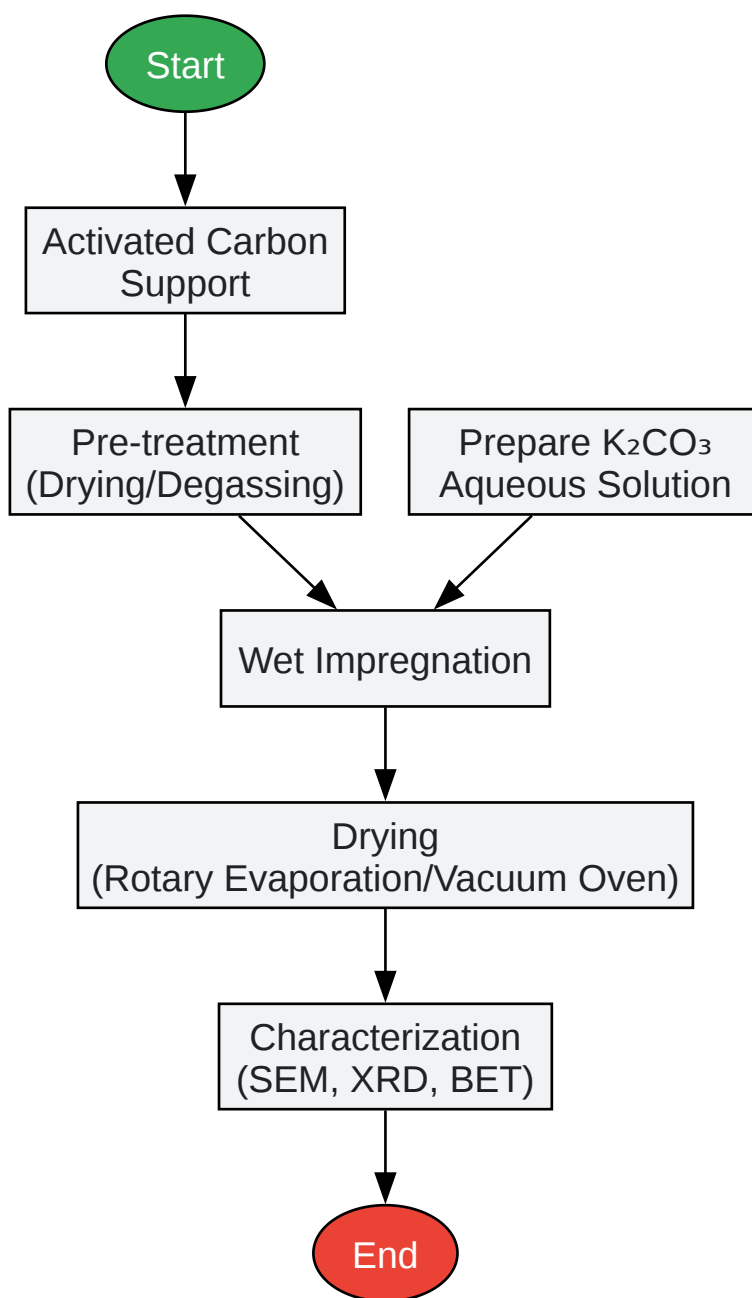 Start
Activated Carbon
Support
Pre-treatment
(Drying/Degassing)
Prepare K₂CO₃
Aqueous Solution
Wet Impregnation
Drying
(Rotary Evaporation/Vacuum Oven)
Characterization
(SEM, XRD, BET)
End